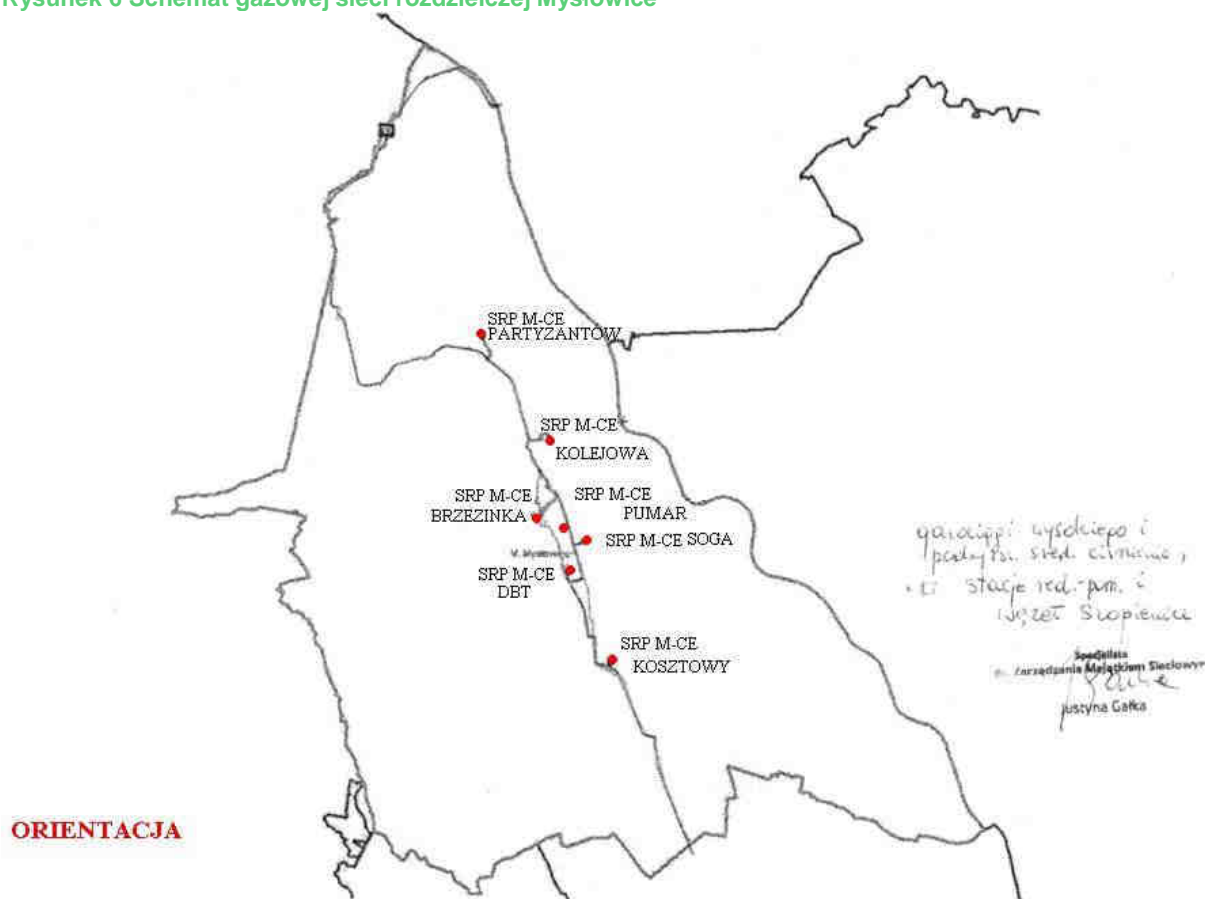 Rysunek 6 Schemat gazowej sieci rozdzielczej Mysłowice
SRP M-CE
PARTYZANTÓW
SRP M-CE
KOLEJOWA
SRP M-CE
BRZEZINKA
SRP M-CE
PUMAR
SRP M-CE SOGA
SRP M-CE
DBT
SRP M-CE
KOSZTOWY
gazociągi wysokiego i
podwyższ. śred. ciśnienia,
stacje red.-pom. i
węzeł Szopienice
Specjalista
Zarządzania Majątkiem Sieciowym
Justyna Gałka
ORIENTACJA